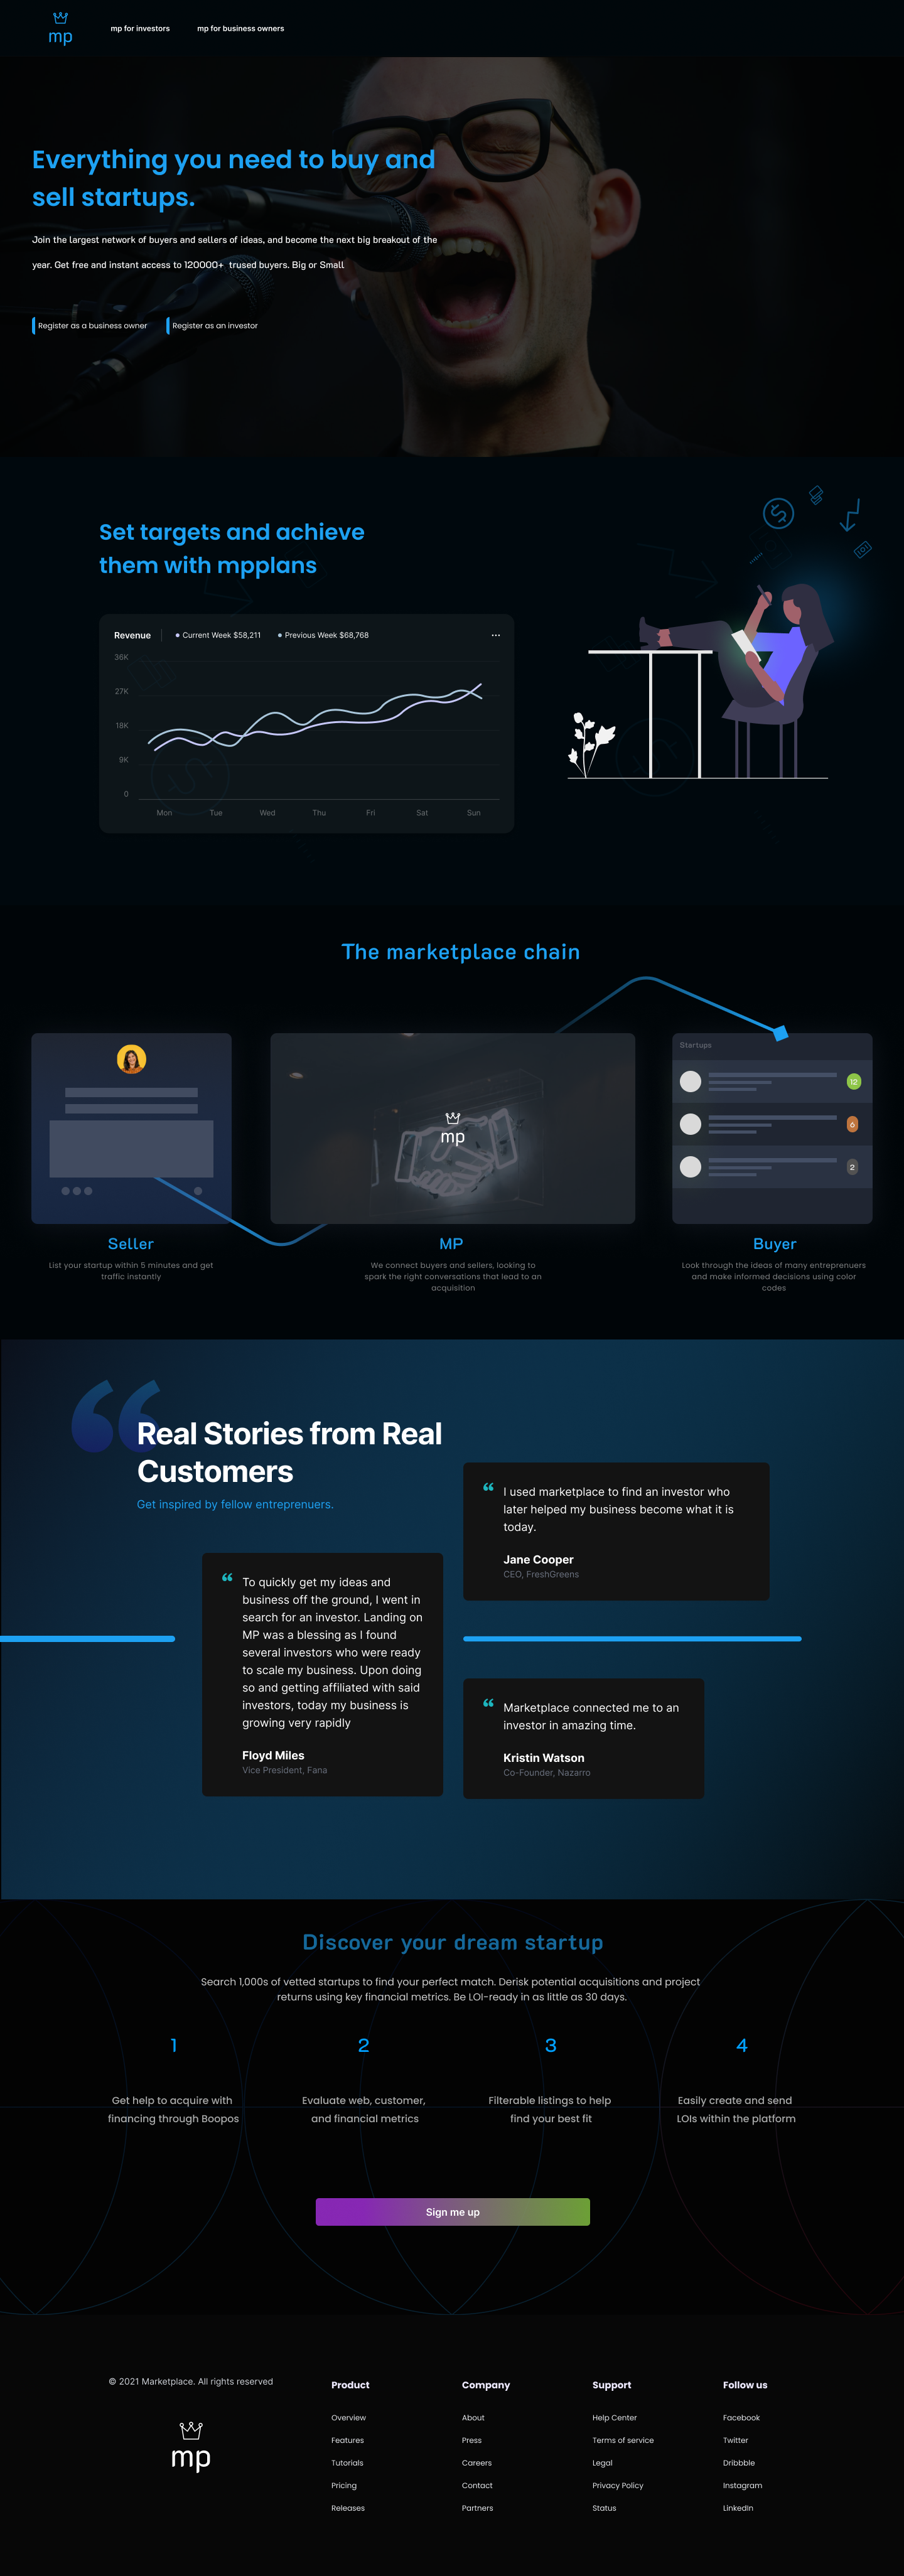 mp
mp for investors
mp for business owners
Everything you need to buy and
sell startups.
Join the largest network of buyers and sellers of ideas, and become the next big breakout of the
year. Get free and instant access to 120000+ trused buyers. Big or Small
Register as a business owner
Register as an investor
Set targets and achieve
them with mpplans
Revenue
Current Week $58,211
Previous Week $68,768
36K
27K
18K
9K
0
Mon Tue Wed Thu Fri Sat Sun
The marketplace chain
mp
Startups
12
6
2
Seller
List your startup within 5 minutes and get
traffic instantly
MP
We connect buyers and sellers, looking to
spark the right conversations that lead to an
acquisition
Buyer
Look through the ideas of many entreprenuers
and make informed decisions using color
codes
Real Stories from Real
Customers
Get inspired by fellow entreprenuers.
I used marketplace to find an investor who
later helped my business become what it is
today.
Jane Cooper
CEO, FreshGreens
To quickly get my ideas and
business off the ground, I went in
search for an investor. Landing on
MP was a blessing as I found
several investors who were ready
to scale my business. Upon doing
so and getting affiliated with said
investors, today my business is
growing very rapidly
Floyd Miles
Vice President, Fana
Marketplace connected me to an
investor in amazing time.
Kristin Watson
Co-Founder, Nazarro
Discover your dream startup
Search 1,000s of vetted startups to find your perfect match. Derisk potential acquisitions and project
returns using key financial metrics. Be LOI-ready in as little as 30 days.
1
Get help to acquire with
financing through Boopos
2
Evaluate web, customer,
and financial metrics
3
Filterable listings to help
find your best fit
4
Easily create and send
LOIs within the platform
Sign me up
© 2021 Marketplace. All rights reserved
mp
Product
Overview
Features
Tutorials
Pricing
Releases
Company
About
Press
Careers
Contact
Partners
Support
Help Center
Terms of service
Legal
Privacy Policy
Status
Follow us
Facebook
Twitter
Dribbble
Instagram
LinkedIn